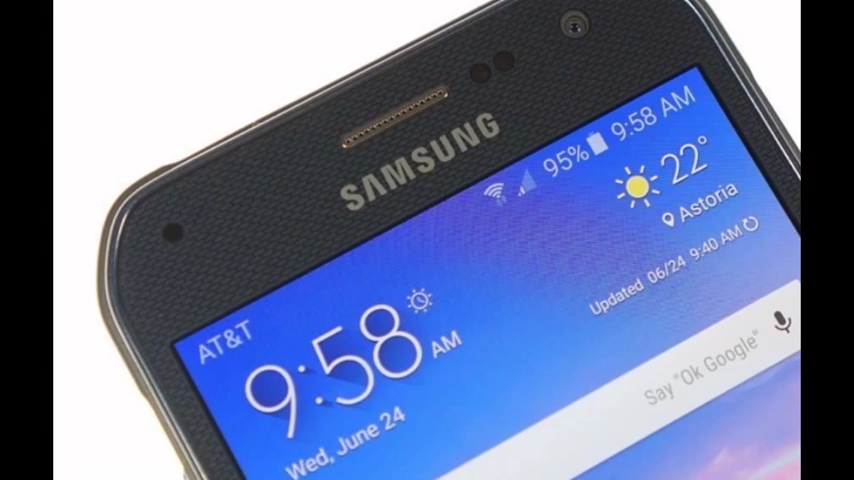 SAMSUNG
95% 9:58 AM
22°
Astoria
Updated 06/24 9:40 AM
AT&T
9:58 AM
Wed, June 24
Say "Ok Google"